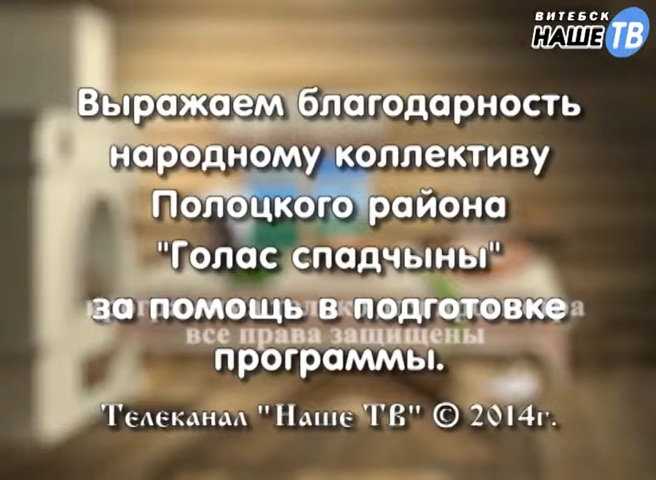 ВИТЕБСК
НАШЕ ТВ
Выражаем благодарность
народному коллективу
Полоцкого района
"Голас спадчыны"
за помощь в подготовке
все права защищены
программы.
Телеканал "Наше ТВ" © 2014г.